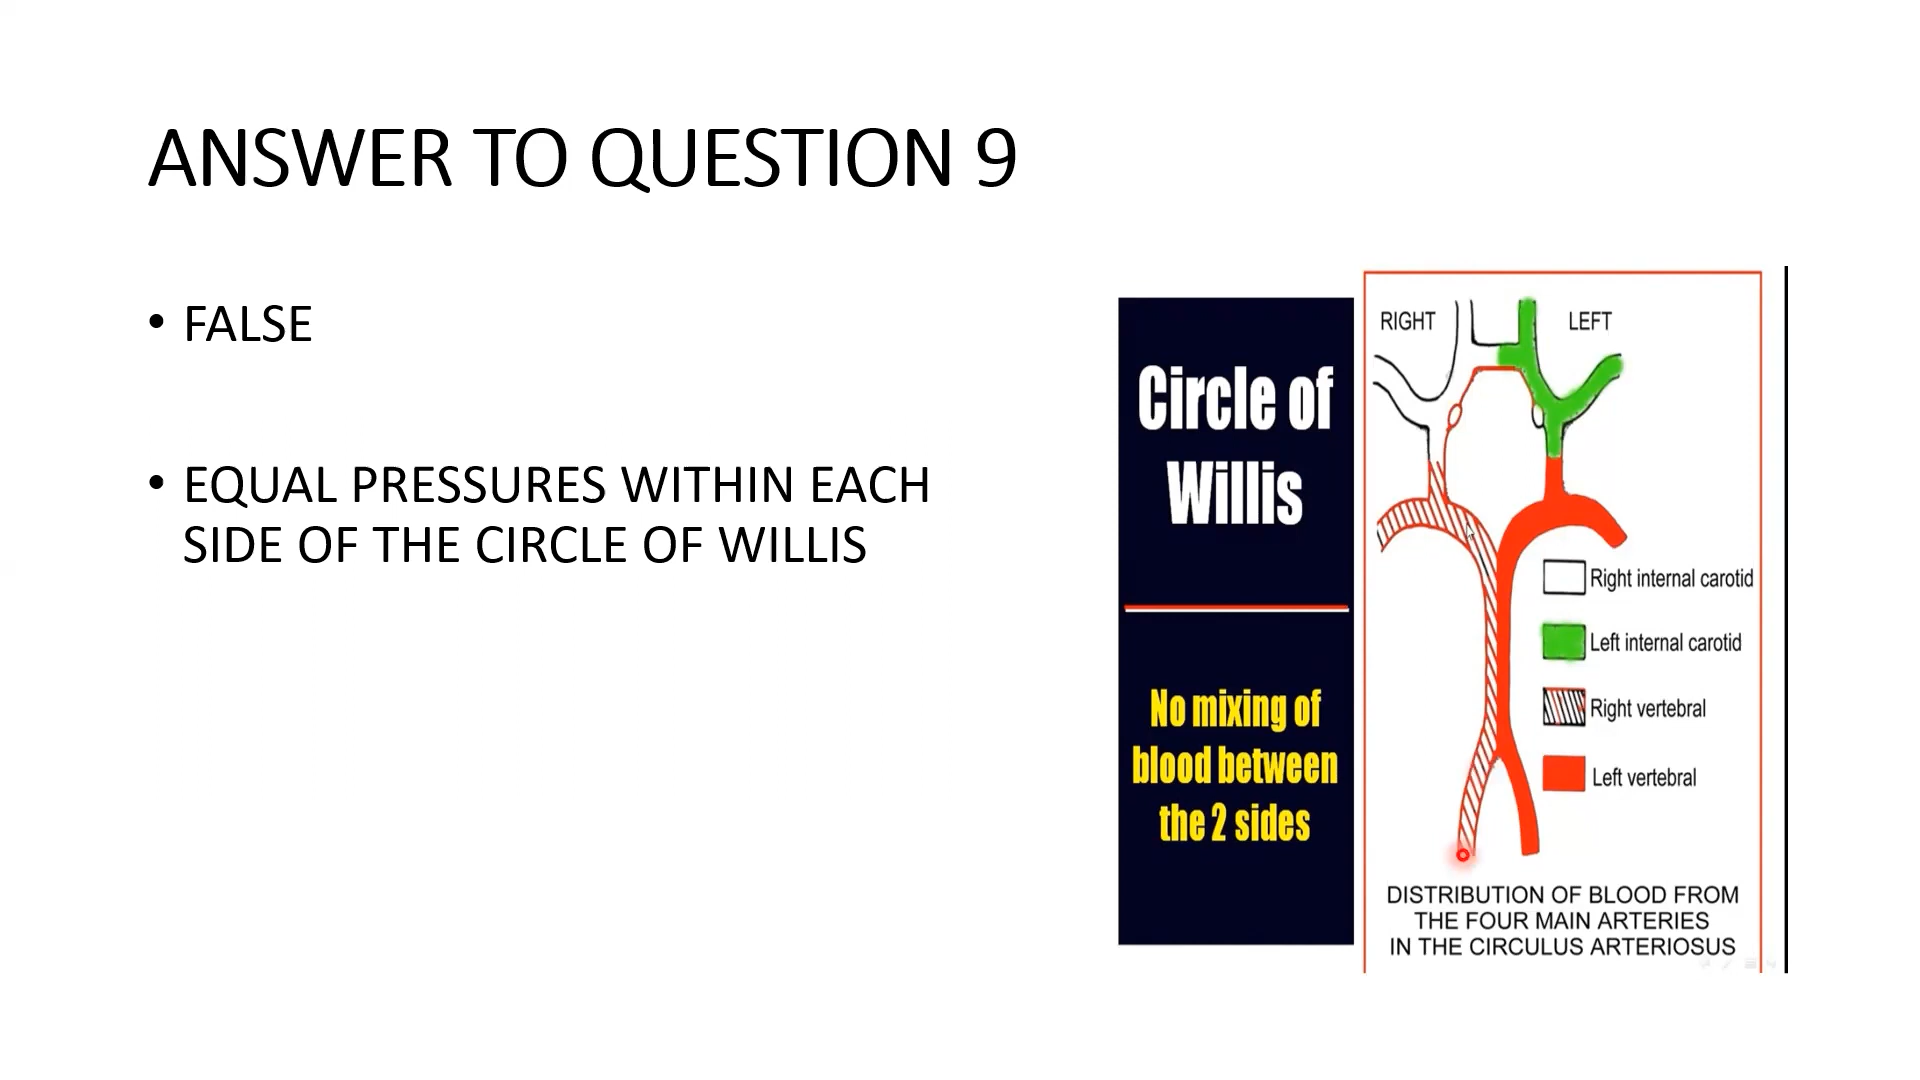 ANSWER TO QUESTION 9
• FALSE
• EQUAL PRESSURES WITHIN EACH
SIDE OF THE CIRCLE OF WILLIS
Circle of
Willis
No mixing of
blood between
the 2 sides
RIGHT
LEFT
Right internal carotid
Left internal carotid
Right vertebral
Left vertebral
DISTRIBUTION OF BLOOD FROM
THE FOUR MAIN ARTERIES
IN THE CIRCULUS ARTERIOSUS